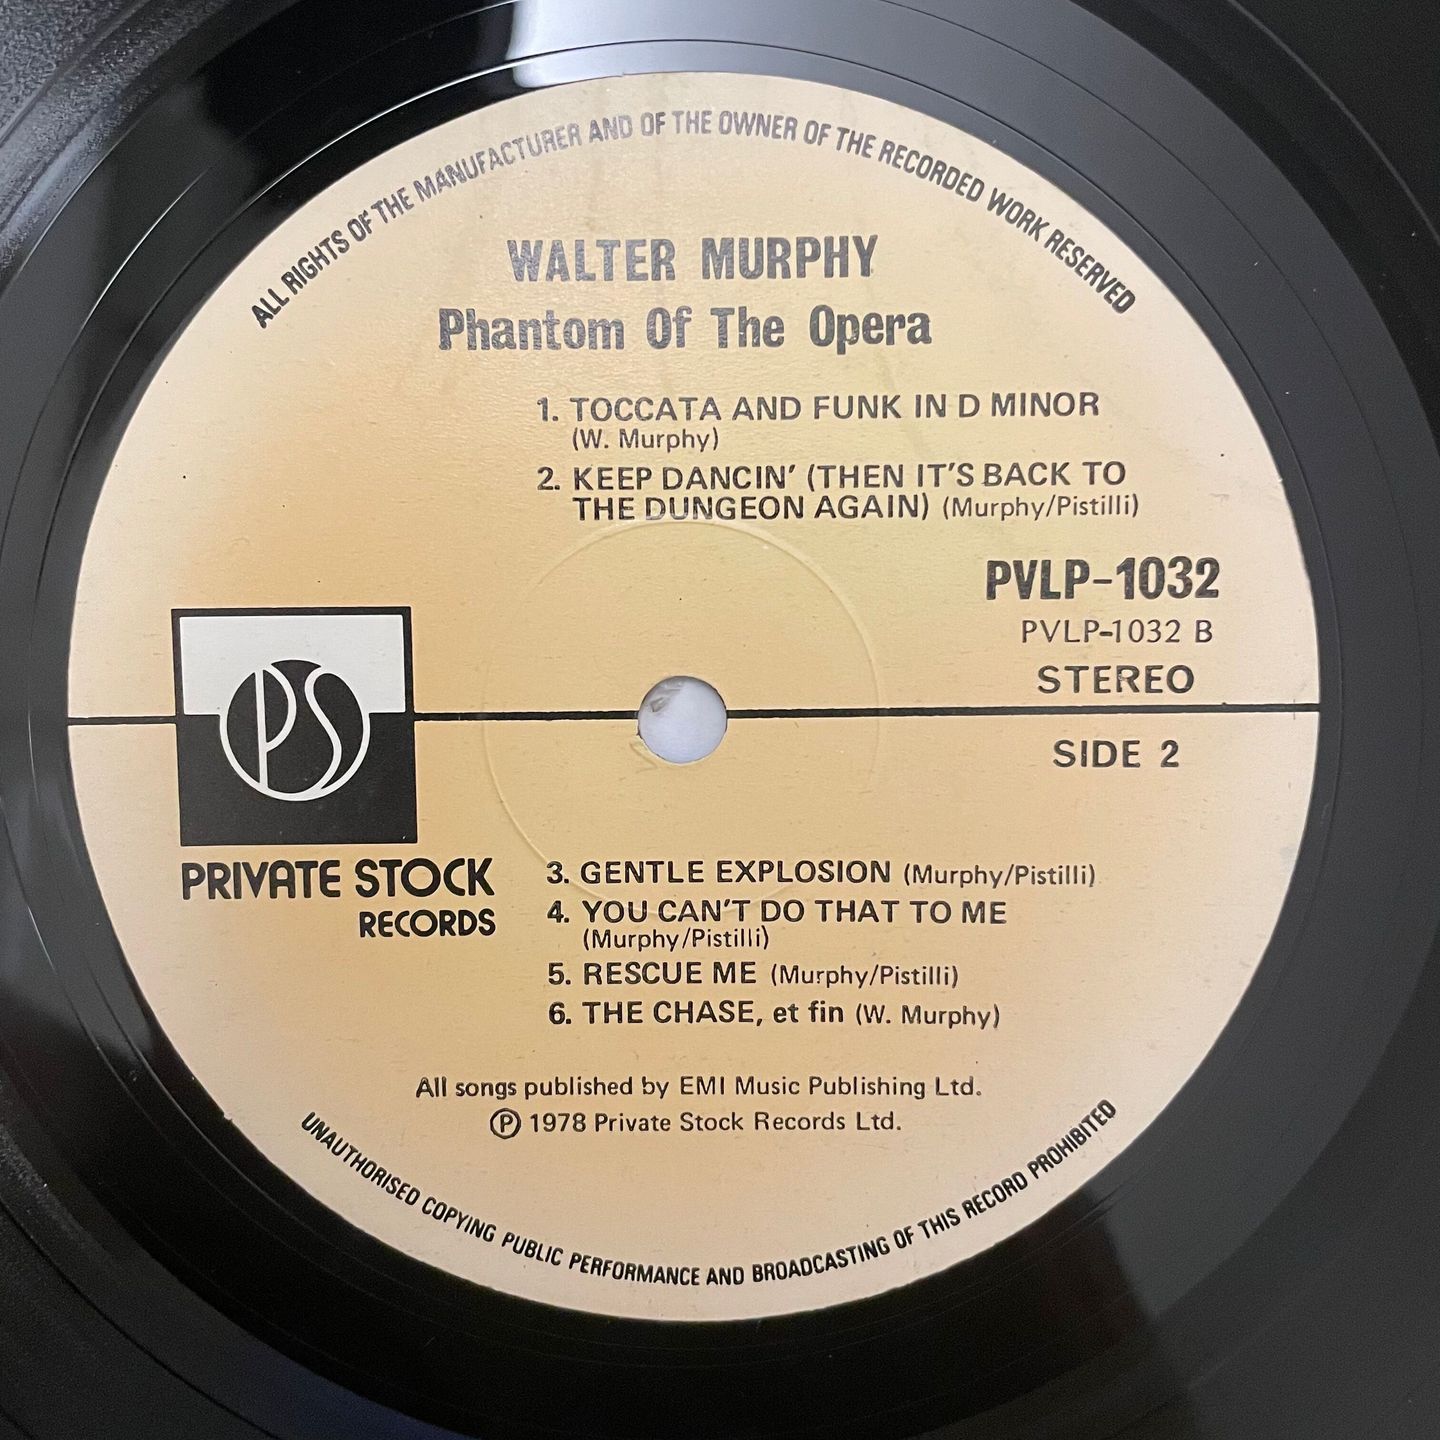 ALL RIGHTS OF THE MANUFACTURER AND OF THE OWNER OF THE RECORDED WORK RESERVED
WALTER MURPHY
Phantom Of The Opera
1. TOCCATA AND FUNK IN D MINOR
(W. Murphy)
2. KEEP DANCIN' (THEN IT'S BACK TO
THE DUNGEON AGAIN) (Murphy/Pistilli)
PVLP-1032
PVLP-1032 B
STEREO
SIDE 2
PS
PRIVATE STOCK
RECORDS
3. GENTLE EXPLOSION (Murphy/Pistilli)
4. YOU CAN'T DO THAT TO ME
(Murphy/Pistilli)
5. RESCUE ME (Murphy/Pistilli)
6. THE CHASE, et fin (W. Murphy)
All songs published by EMI Music Publishing Ltd.
Ⓟ 1978 Private Stock Records Ltd.
UNAUTHORISED COPYING PUBLIC PERFORMANCE AND BROADCASTING OF THIS RECORD PROHIBITED